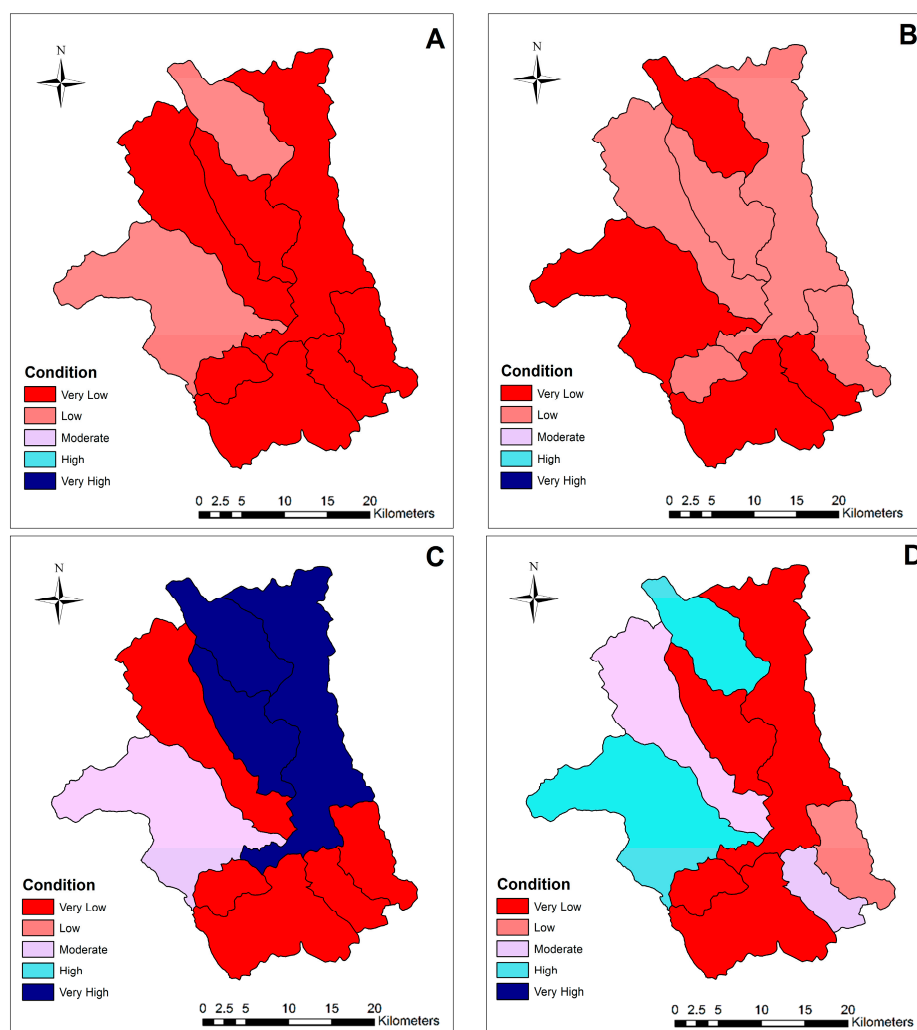 A
N
Condition
Very Low
Low
Moderate
High
Very High
0 2.5 5 10 15 20
Kilometers
B
N
Condition
Very Low
Low
Moderate
High
Very High
0 2.5 5 10 15 20
Kilometers
C
N
Condition
Very Low
Low
Moderate
High
Very High
0 2.5 5 10 15 20
Kilometers
D
N
Condition
Very Low
Low
Moderate
High
Very High
0 2.5 5 10 15 20
Kilometers